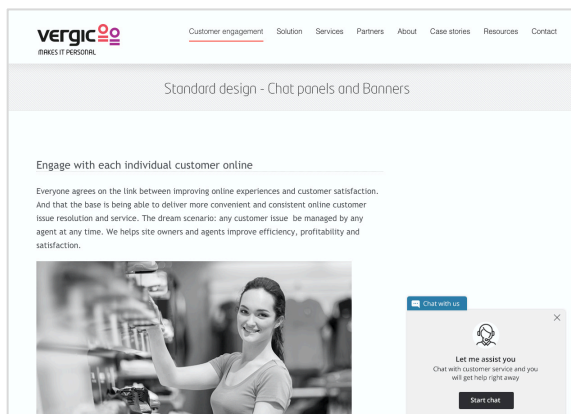 vergic
MAKES IT PERSONAL
Customer engagement Solution Services Partners About Case stories Resources Contact
Standard design - Chat panels and Banners
Engage with each individual customer online
Everyone agrees on the link between improving online experiences and customer satisfaction.
And that the base is being able to deliver more convenient and consistent online customer
issue resolution and service. The dream scenario: any customer issue be managed by any
agent at any time. We helps site owners and agents improve efficiency, profitability and
satisfaction.
Chat with us
Let me assist you
Chat with customer service and you
will get help right away
Start chat